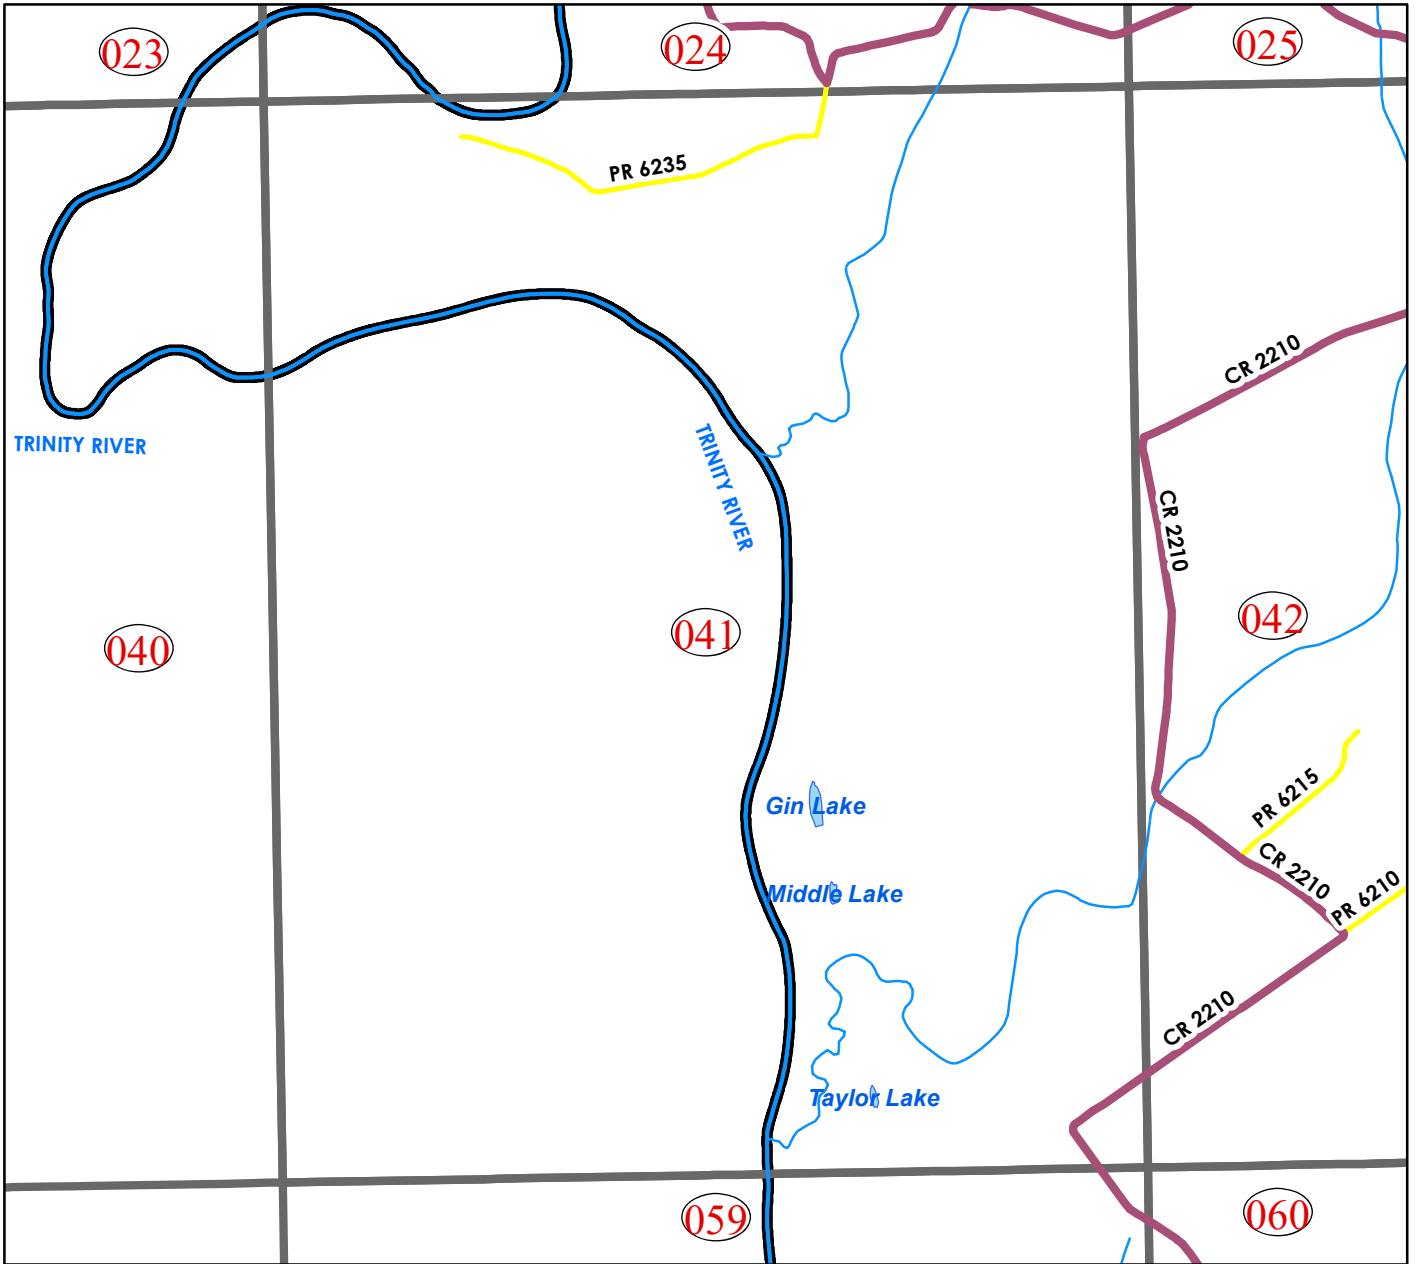 023
024
025
PR 6235
CR 2210
TRINITY RIVER
TRINITY RIVER
CR 2210
040
041
042
PR 6215
Gin Lake
CR 2210
PR 6210
Middle Lake
CR 2210
Taylor Lake
059
060